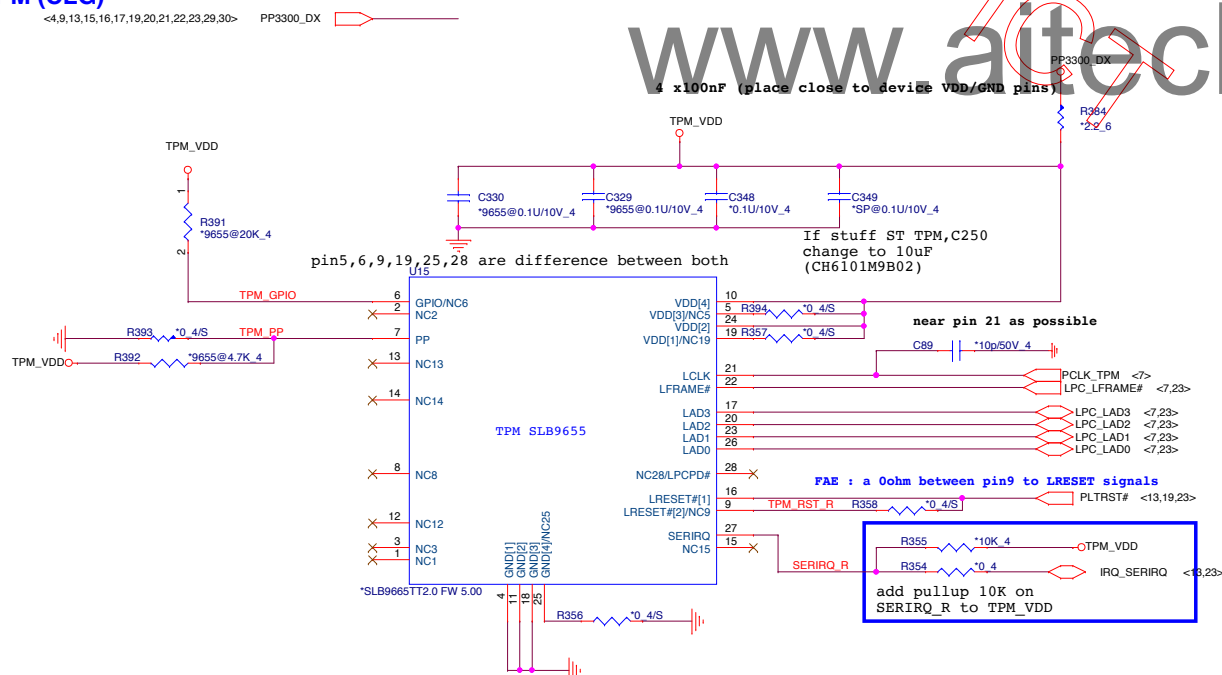 M (CLG)
<4,9,13,15,16,17,19,20,21,22,23,29,30> PP3300_DX
www.aitec
PP3300_DX
4 x100nF (place close to device VDD/GND pins)
R384
*2.2_6
TPM_VDD
TPM_VDD
1
R391
*9655@20K_4
2
C330
*9655@0.1U/10V_4
C329
*9655@0.1U/10V_4
C348
*0.1U/10V_4
C349
*SP@0.1U/10V_4
If stuff ST TPM,C250
change to 10uF
(CH6101M9B02)
pin5,6,9,19,25,28 are difference between both
U15
TPM_GPIO
6 GPIO/NC6
2 NC2
R393 *0_4/S TPM_PP
7 PP
TPM_VDD R392 *9655@4.7K_4
13 NC13
14 NC14
8 NC8
12 NC12
3 NC3
1 NC1
TPM SLB9655
VDD[4] 10
VDD[3]/NC5 5 R394 *0_4/S
VDD[2] 24
VDD[1]/NC19 19 R357 *0_4/S
near pin 21 as possible
C89 *10p/50V_4
LCLK 21 PCLK_TPM <7>
LFRAME# 22 LPC_LFRAME# <7,23>
LAD3 17 LPC_LAD3 <7,23>
LAD2 20 LPC_LAD2 <7,23>
LAD1 23 LPC_LAD1 <7,23>
LAD0 26 LPC_LAD0 <7,23>
NC28/LPCPD# 28
FAE : a 0ohm between pin9 to LRESET signals
LRESET#[1] 16 PLTRST# <13,19,23>
LRESET#[2]/NC9 9 TPM_RST_R R358 *0_4/S
SERIRQ 27
NC15 15
SERIRQ_R
R355 *10K_4 TPM_VDD
R354 *0_4 IRQ_SERIRQ <13,23>
add pullup 10K on
SERIRQ_R to TPM_VDD
GND[1]
GND[2]
GND[3]
GND[4]/NC25
*SLB9665TT2.0 FW 5.00
4
11
18
25
R356 *0_4/S